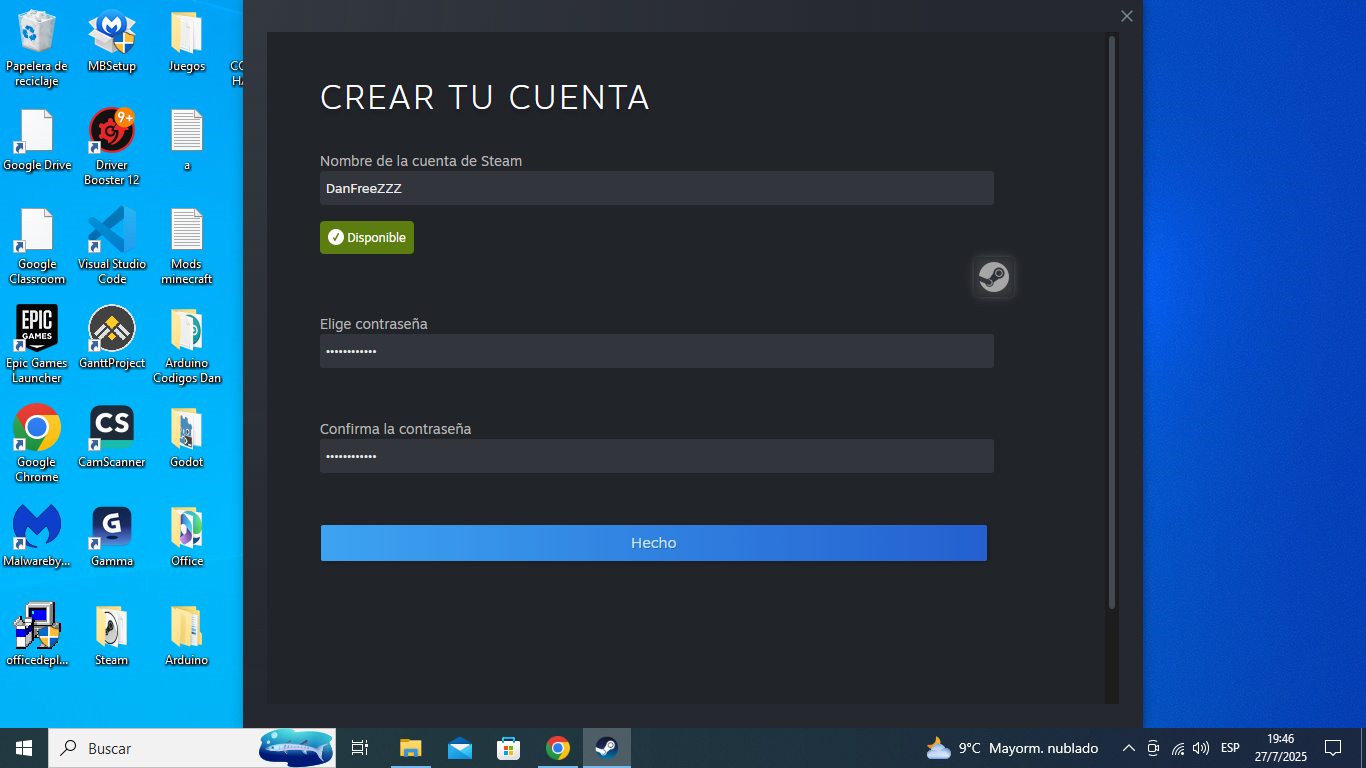 Papelera de
reciclaje
MBSetup
Juegos
Google Drive
9+
Driver
Booster 12
a
Google
Classroom
Visual Studio
Code
Mods
minecraft
EPIC
GAMES
Epic Games
Launcher
GanttProject
Arduino
Codigos Dan
Google
Chrome
CS
CamScanner
Godot
Malwareby...
G
Gamma
Office
officedepl...
Steam
Arduino
CREAR TU CUENTA
Nombre de la cuenta de Steam
DanFreeZZZ
Disponible
Elige contraseña
••••••••••••
Confirma la contraseña
••••••••••••
Hecho
Buscar
9°C Mayorm. nublado
ESP
19:46
27/7/2025